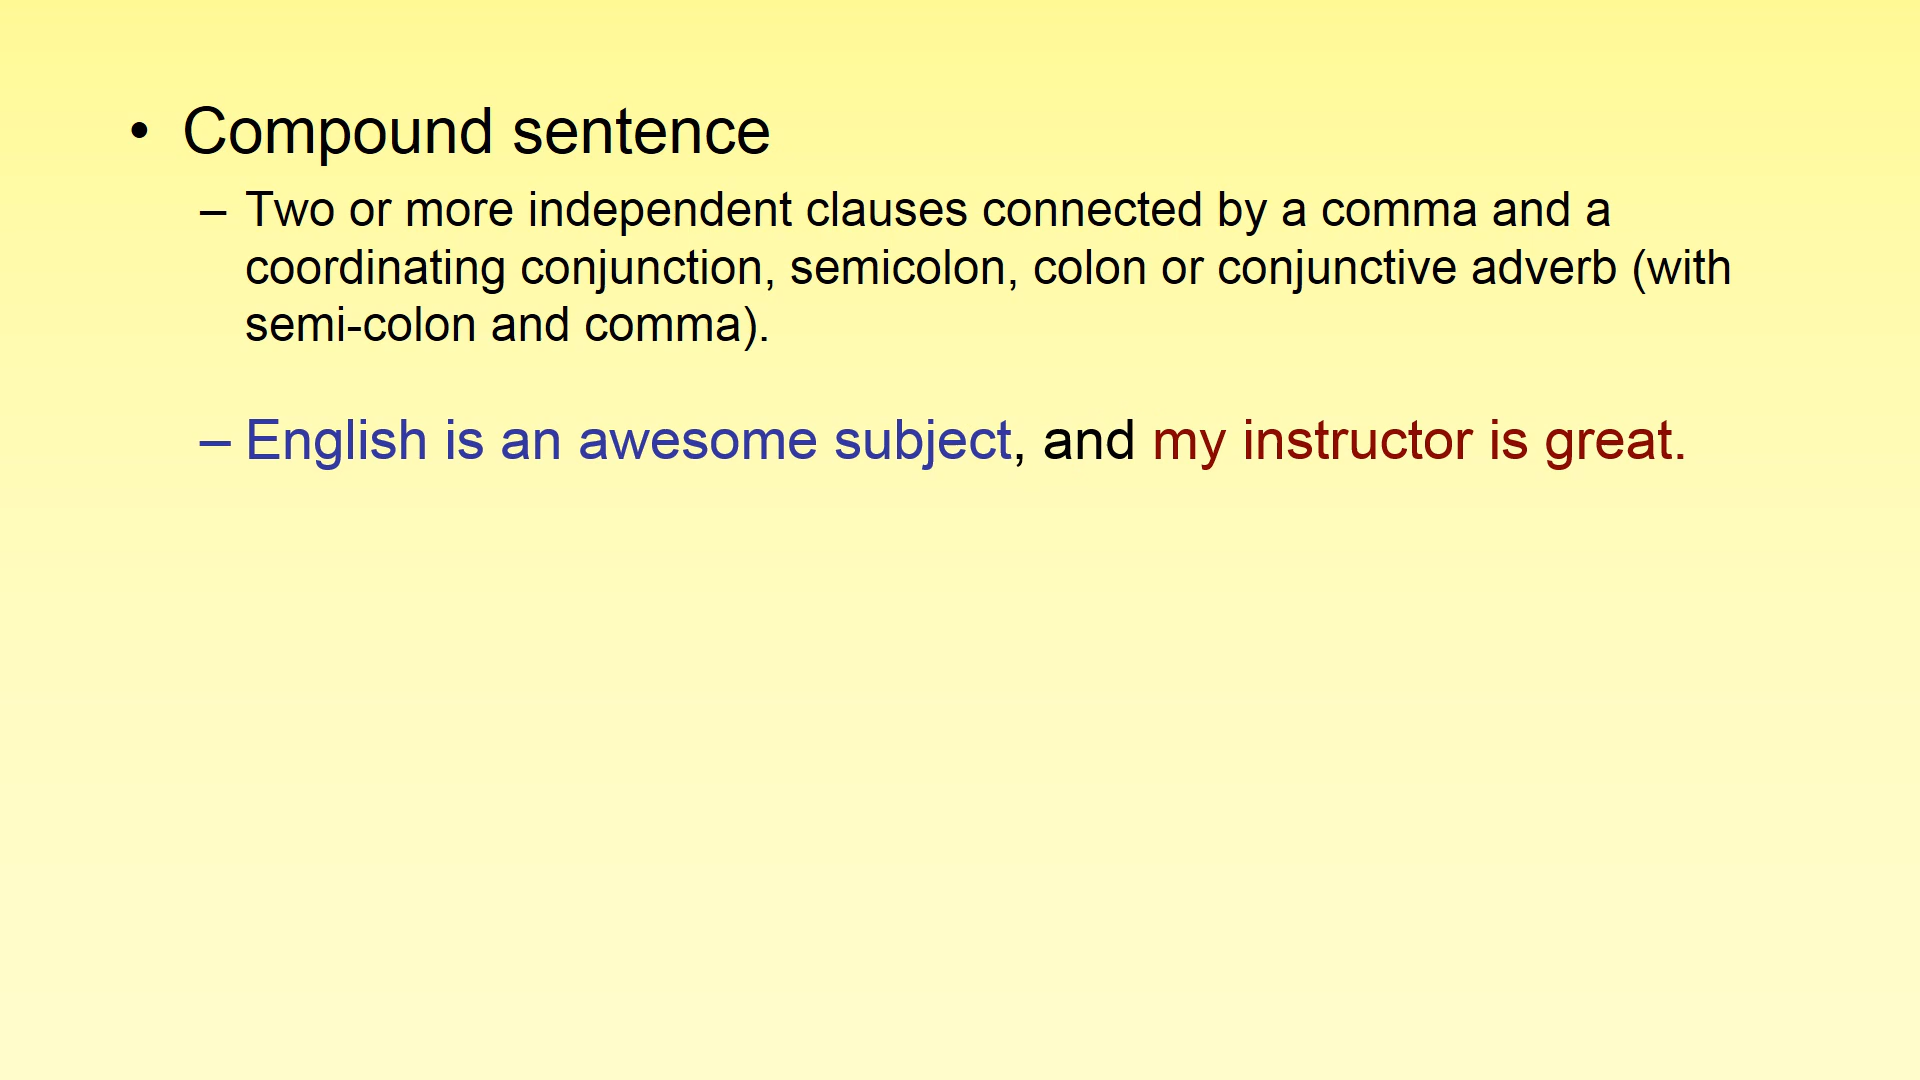 • Compound sentence
– Two or more independent clauses connected by a comma and a
coordinating conjunction, semicolon, colon or conjunctive adverb (with
semi-colon and comma).
– English is an awesome subject, and my instructor is great.